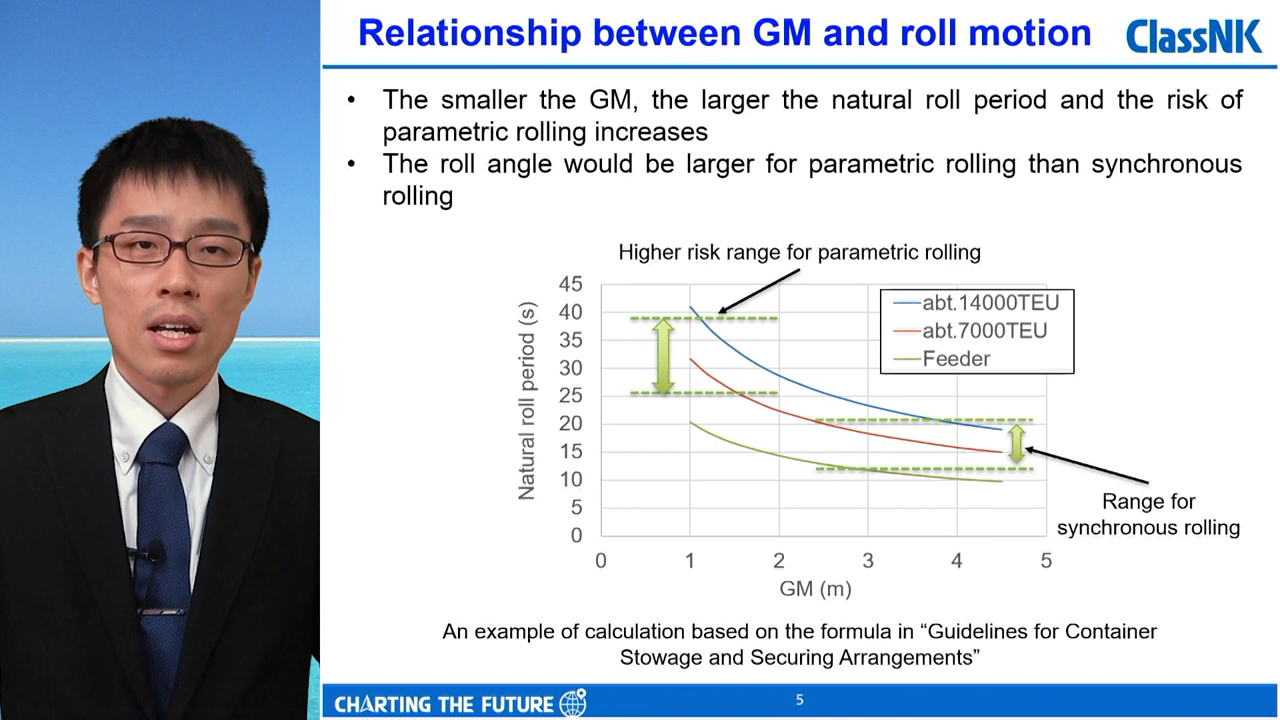 Relationship between GM and roll motion
ClassNK
• The smaller the GM, the larger the natural roll period and the risk of
parametric rolling increases
• The roll angle would be larger for parametric rolling than synchronous
rolling
Higher risk range for parametric rolling
45
40
35
30
25
20
15
10
5
0
Natural roll period (s)
abt.14000TEU
abt.7000TEU
Feeder
Range for
synchronous rolling
0 1 2 3 4 5
GM (m)
An example of calculation based on the formula in “Guidelines for Container
Stowage and Securing Arrangements”
CHARTING THE FUTURE
5